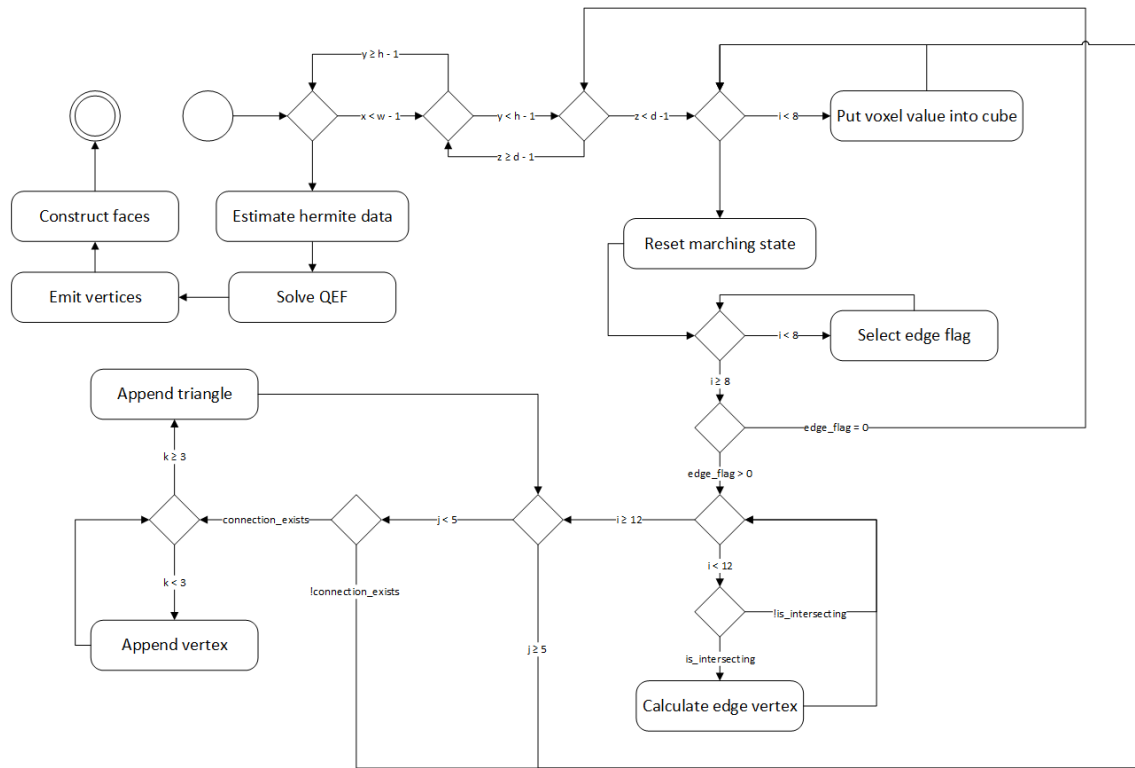 y ≥ h - 1
x < w - 1
y < h - 1
z < d -1
i < 8
Put voxel value into cube
z ≥ d - 1
Construct faces
Estimate hermite data
Reset marching state
Emit vertices
Solve QEF
i < 8
Select edge flag
i ≥ 8
Append triangle
edge_flag = 0
k ≥ 3
edge_flag > 0
connection_exists
j < 5
i ≥ 12
i < 12
k < 3
!connection_exists
!is_intersecting
Append vertex
j ≥ 5
is_intersecting
Calculate edge vertex